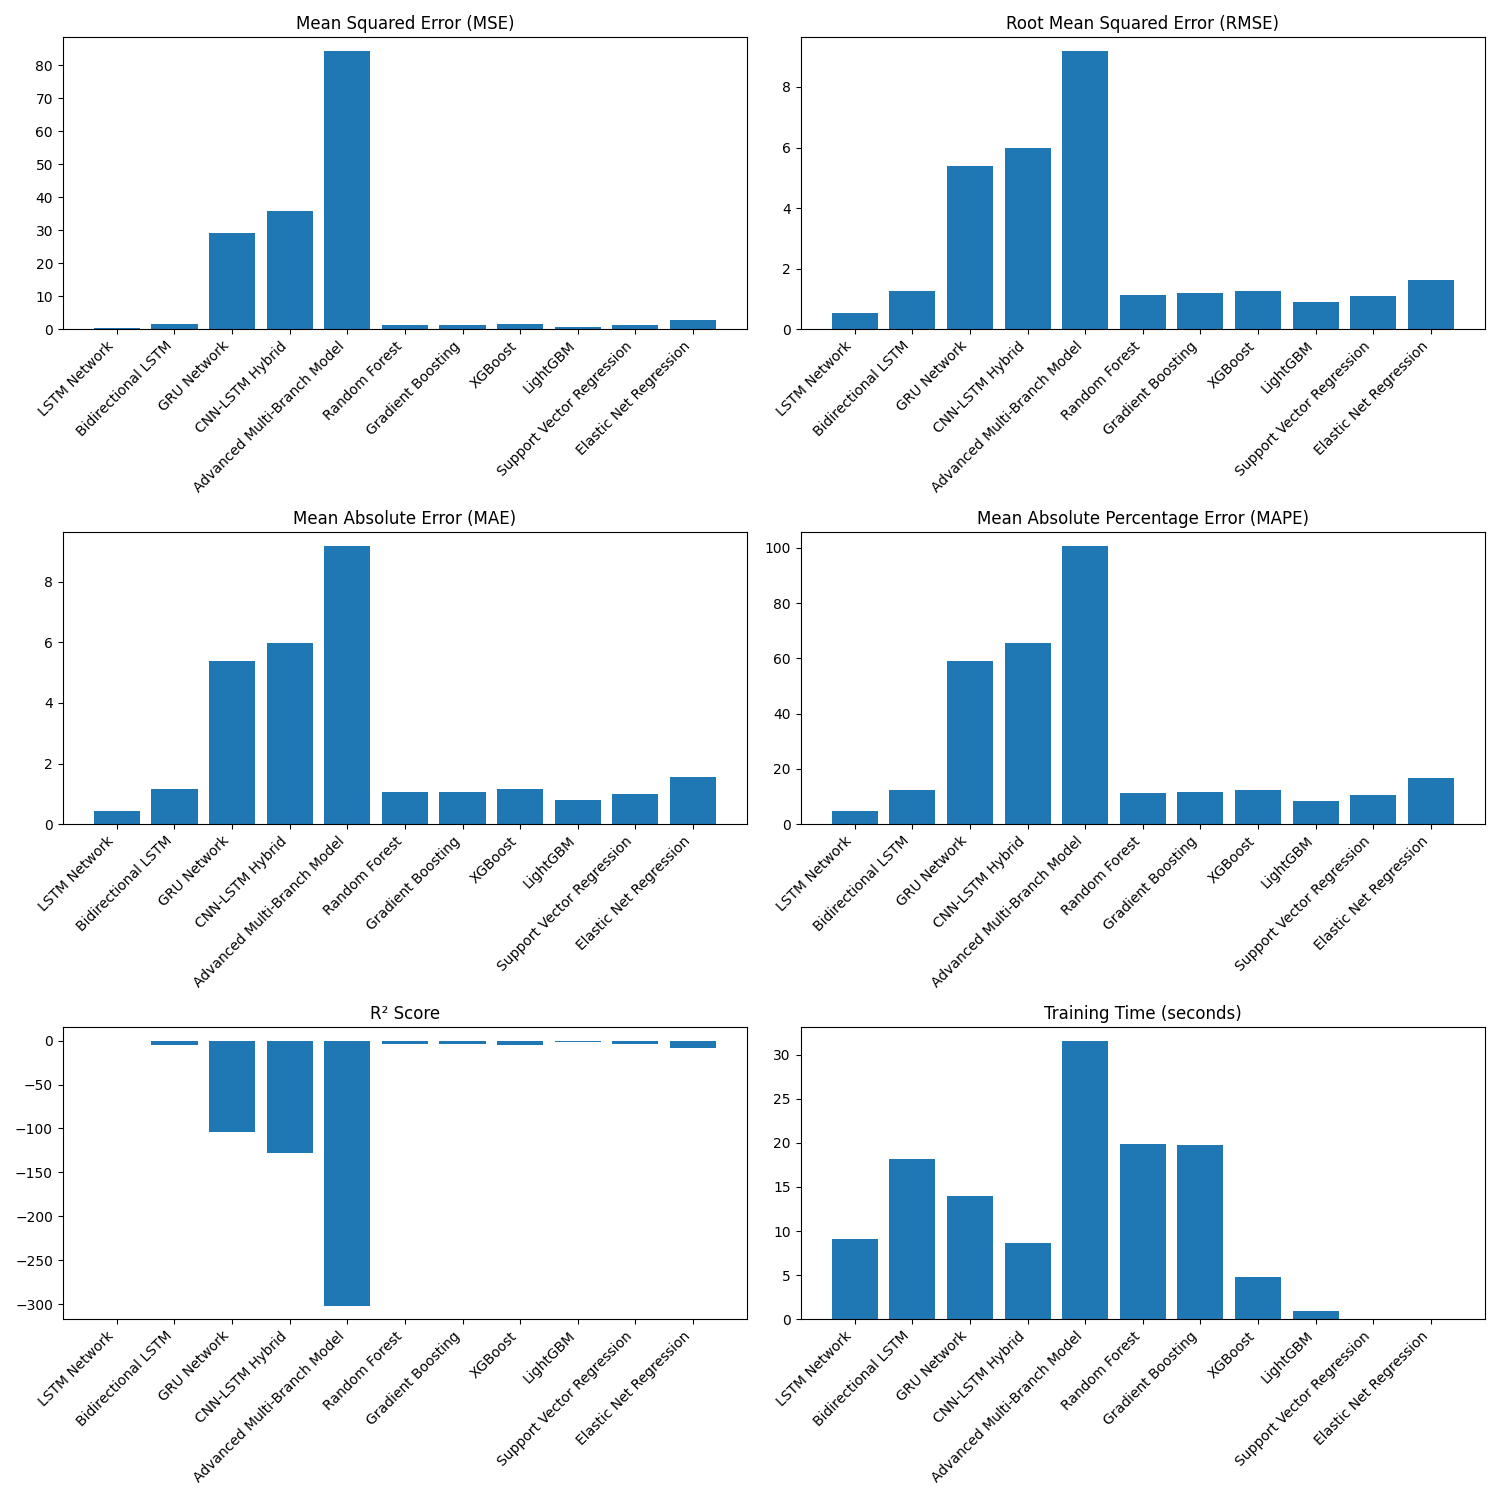 Mean Squared Error (MSE)
80
70
60
50
40
30
20
10
0
LSTM Network
Bidirectional LSTM
GRU Network
CNN-LSTM Hybrid
Advanced Multi-Branch Model
Random Forest
Gradient Boosting
XGBoost
LightGBM
Support Vector Regression
Elastic Net Regression
Root Mean Squared Error (RMSE)
8
6
4
2
0
LSTM Network
Bidirectional LSTM
GRU Network
CNN-LSTM Hybrid
Advanced Multi-Branch Model
Random Forest
Gradient Boosting
XGBoost
LightGBM
Support Vector Regression
Elastic Net Regression
Mean Absolute Error (MAE)
8
6
4
2
0
LSTM Network
Bidirectional LSTM
GRU Network
CNN-LSTM Hybrid
Advanced Multi-Branch Model
Random Forest
Gradient Boosting
XGBoost
LightGBM
Support Vector Regression
Elastic Net Regression
Mean Absolute Percentage Error (MAPE)
100
80
60
40
20
0
LSTM Network
Bidirectional LSTM
GRU Network
CNN-LSTM Hybrid
Advanced Multi-Branch Model
Random Forest
Gradient Boosting
XGBoost
LightGBM
Support Vector Regression
Elastic Net Regression
R² Score
0
−50
−100
−150
−200
−250
−300
LSTM Network
Bidirectional LSTM
GRU Network
CNN-LSTM Hybrid
Advanced Multi-Branch Model
Random Forest
Gradient Boosting
XGBoost
LightGBM
Support Vector Regression
Elastic Net Regression
Training Time (seconds)
30
25
20
15
10
5
0
LSTM Network
Bidirectional LSTM
GRU Network
CNN-LSTM Hybrid
Advanced Multi-Branch Model
Random Forest
Gradient Boosting
XGBoost
LightGBM
Support Vector Regression
Elastic Net Regression